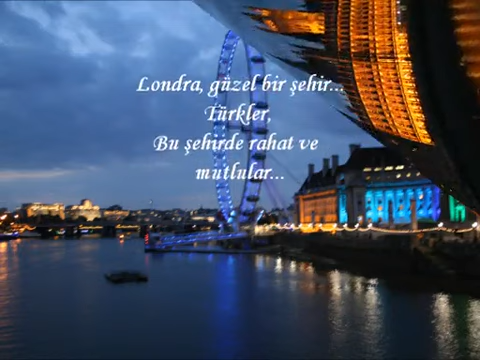 Londra, güzel bir şehir...
Türkler,
Bu şehirde rahat ve
mutlular...